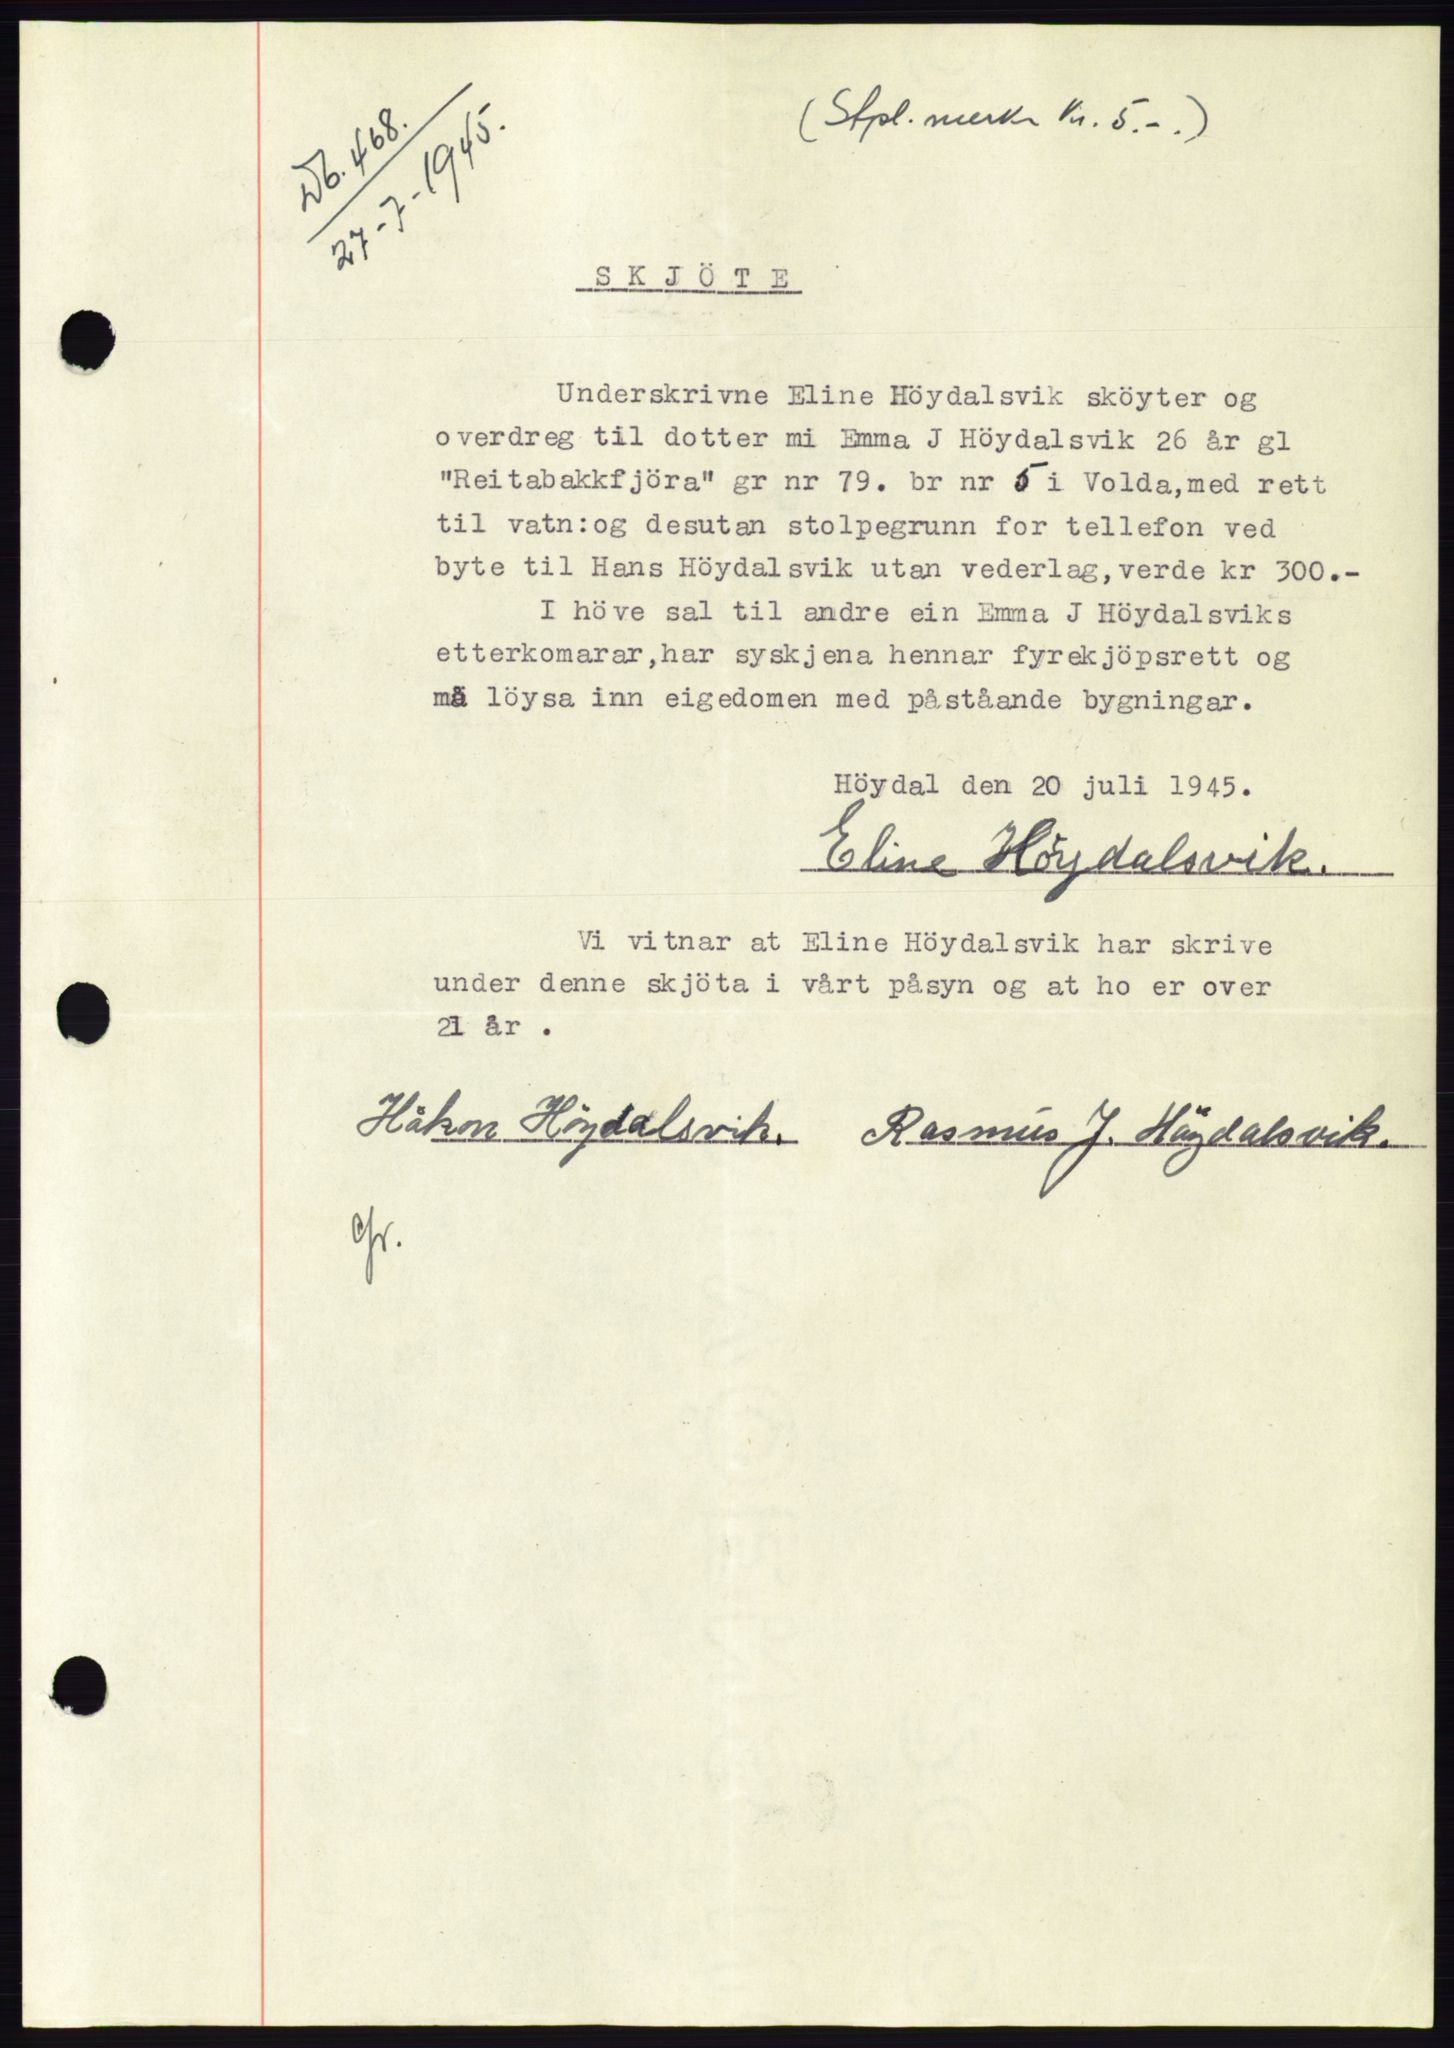 Db. 468.
27-7-1945.
(Stpl.merke kr. 5.-.)
SKJÖTE
Underskrivne Eline Höydalsvik sköyter og
overdreg til dotter mi Emma J Höydalsvik 26 år gl
"Reitabakkfjöra" gr nr 79. br nr 5 i Volda,med rett
til vatn:og desutan stolpegrunn for tellefon ved
byte til Hans Höydalsvik utan vederlag,verde kr 300.-
I höve sal til andre ein Emma J Höydalsviks
etterkomarar,har syskjena hennar fyrekjöpsrett og
må löysa inn eigedomen med påståande bygningar.
Höydal den 20 juli 1945.
Eline Höydalsvik.
Vi vitnar at Eline Höydalsvik har skrive
under denne skjöta i vårt påsyn og at ho er over
21 år .
Håkon Höydalsvik. Rasmus J. Höydalsvik.
Gr.